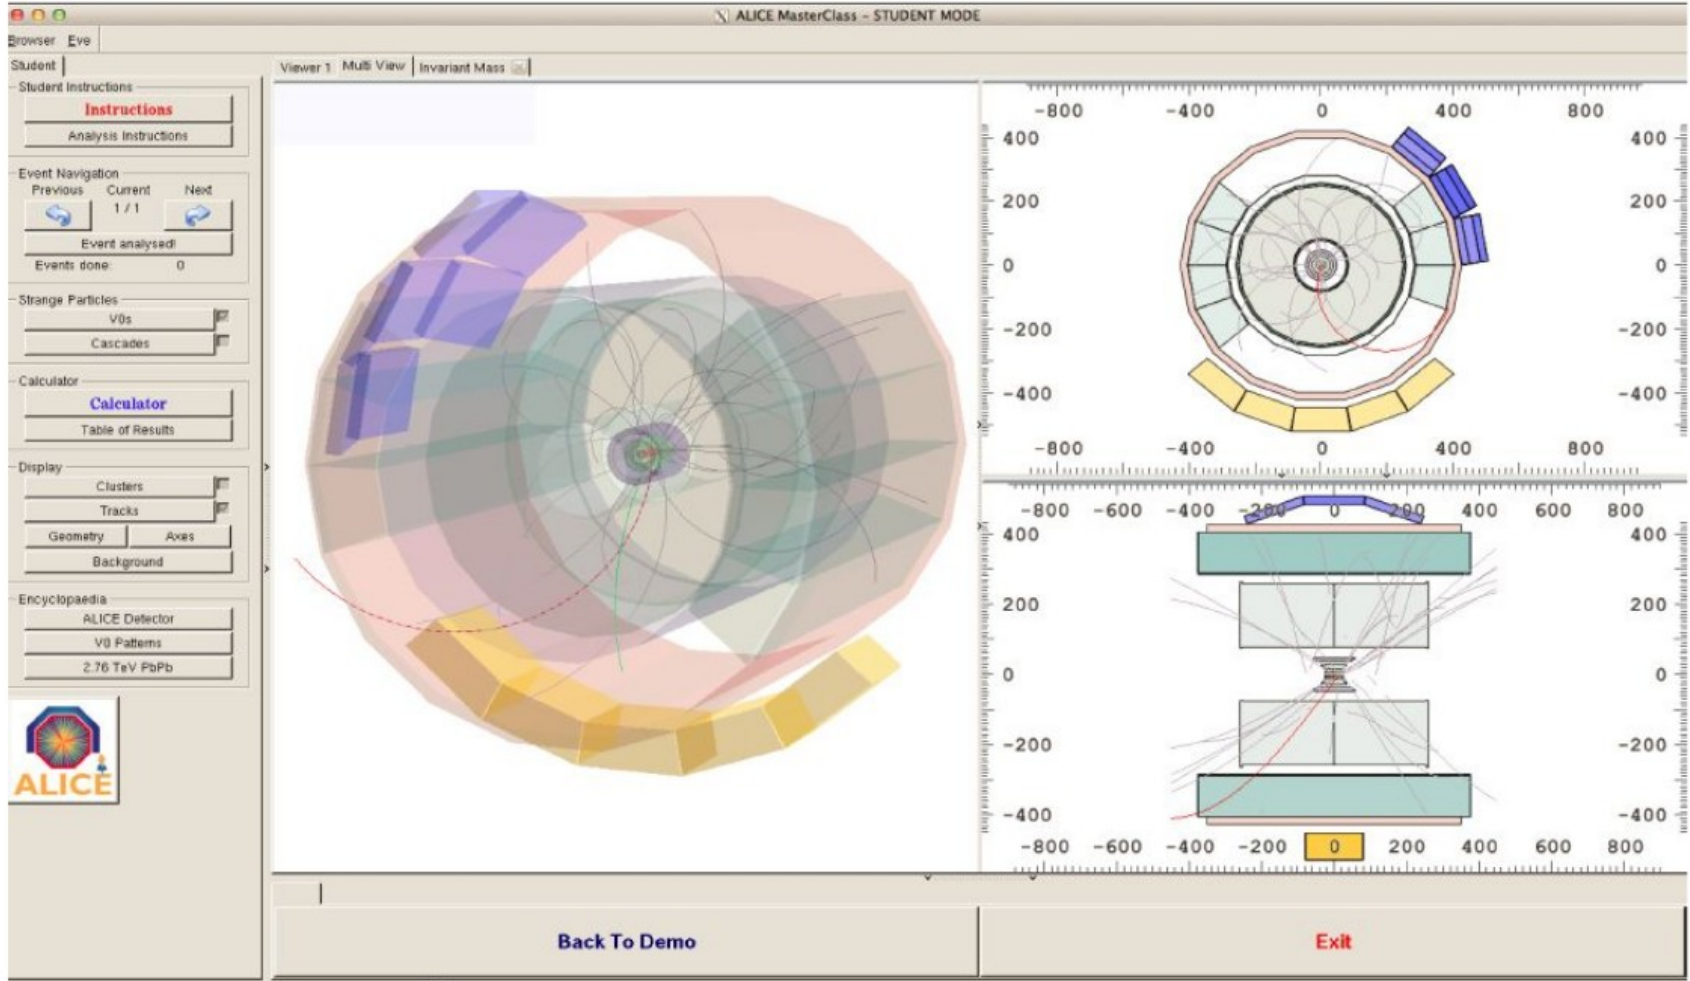 ALICE MasterClass - STUDENT MODE
Browser Eve
Student
Viewer 1 Multi View Invariant Mass
Student Instructions
Instructions
Analysis Instructions
Event Navigation
Previous Current Next
1 / 1
Event analysed!
Events done: 0
Strange Particles
V0s
Cascades
Calculator
Calculator
Table of Results
Display
Clusters
Tracks
Geometry Axes
Background
Encyclopaedia
ALICE Detector
V0 Patterns
2.76 TeV PbPb
ALICE
-800 -400 0 400 800
400 400
200 200
0 0
-200 -200
-400 -400
-800 -400 0 400 800
-800 -600 -400 -200 0 200 400 600 800
400 400
200 200
0 0
-200 -200
-400 -400
-800 -600 -400 -200 0 200 400 600 800
Back To Demo Exit